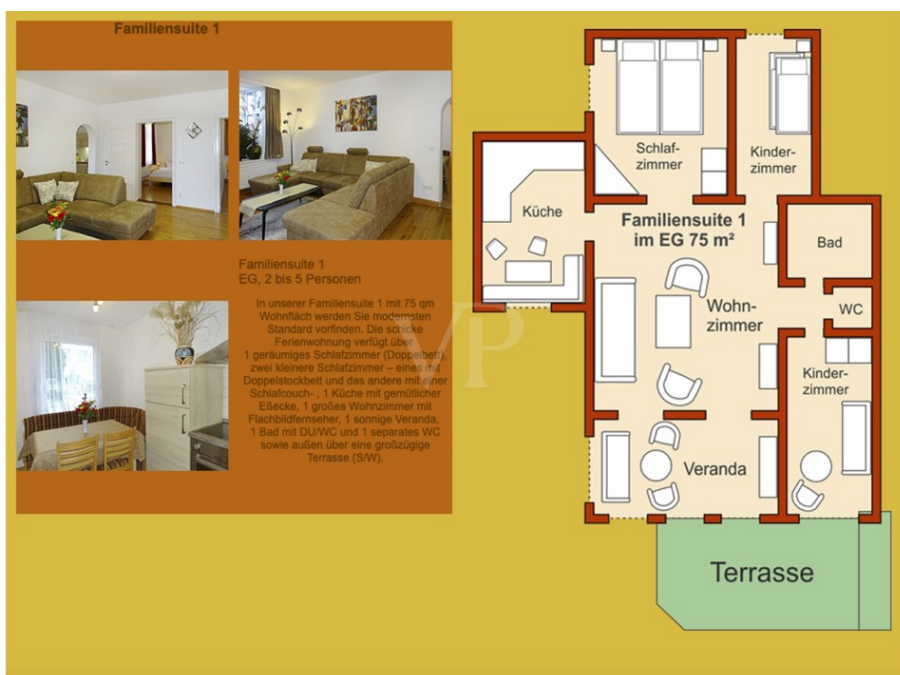 Familiensuite 1
Familiensuite 1
EG, 2 bis 5 Personen
In unserer Familiensuite 1 mit 75 qm
Wohnfläch werden Sie modernsten
Standard vorfinden. Die schicke
Ferienwohnung verfügt über
1 geräumiges Schlafzimmer (Doppelbett),
zwei kleinere Schlafzimmer – eines mit
Doppelstockbett und das andere mit einer
Schlafcouch- , 1 Küche mit gemütlicher
Eßecke, 1 großes Wohnzimmer mit
Flachbildfernseher, 1 sonnige Veranda,
1 Bad mit DU/WC und 1 separates WC
sowie außen über eine großzügige
Terrasse (S/W).
VP
Schlaf-
zimmer
Kinder-
zimmer
Küche
Familiensuite 1
im EG 75 m²
Bad
Wohn-
zimmer
WC
Kinder-
zimmer
Veranda
Terrasse